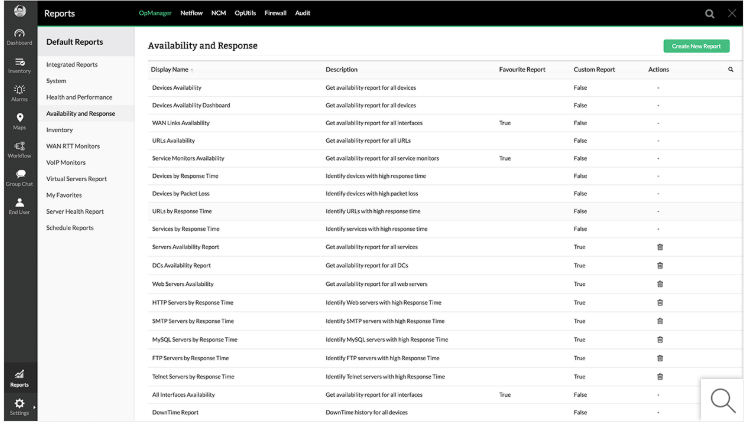 Reports
OpManager Netflow NCM OpUtils Firewall Audit
Dashboard
Inventory
Alarms
Maps
Workflow
Group Chat
End User
Reports
Settings
Default Reports
Integrated Reports
System
Health and Performance
Availability and Response
Inventory
WAN RTT Monitors
VoIP Monitors
Virtual Servers Report
My Favorites
Server Health Report
Schedule Reports
Availability and Response
Create New Report
Display Name Description Favourite Report Custom Report Actions
Devices Availability Get availability report for all devices False -
Devices Availability Dashboard Get availability report for all devices False -
WAN Links Availability Get availability report for all interfaces True False -
URLs Availability Get availability report for all URLs False -
Service Monitors Availability Get availability report for all service monitors True False -
Devices by Response Time Identify devices with high response time False -
Devices by Packet Loss Identify devices with high packet loss False -
URLs by Response Time Identify URLs with high response time False -
Services by Response Time Identify services with high response time False -
Servers Availability Report Get availability report for all services True
DCs Availability Report Get availability report for all DCs True
Web Servers Availability Get availability report for all web servers True
HTTP Servers by Response Time Identify Web servers with high Response Time True
SMTP Servers by Response Time Identify SMTP servers with high Response Time True
MySQL Servers by Response Time Identify MySQL servers with high Response Time True
FTP Servers by Response Time Identify FTP servers with high Response Time True
Telnet Servers by Response Time Identify Telnet servers with high Response Time True
All Interfaces Availability Get availability report for all interfaces True False -
DownTime Report DownTime history for all devices False -